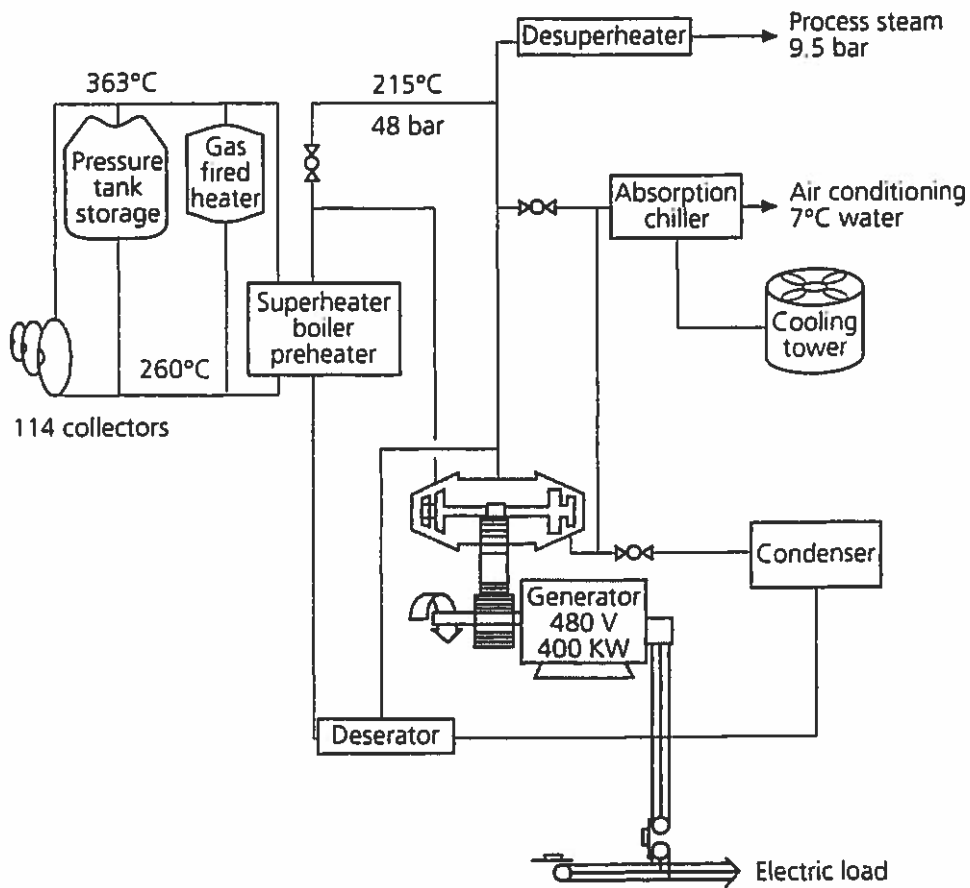 Desuperheater
Process steam
9.5 bar
363°C
215°C
48 bar
Pressure
tank
storage
Gas
fired
heater
Absorption
chiller
Air conditioning
7°C water
Superheater
boiler
preheater
Cooling
tower
260°C
114 collectors
Condenser
Generator
480 V
400 KW
Deserator
Electric load